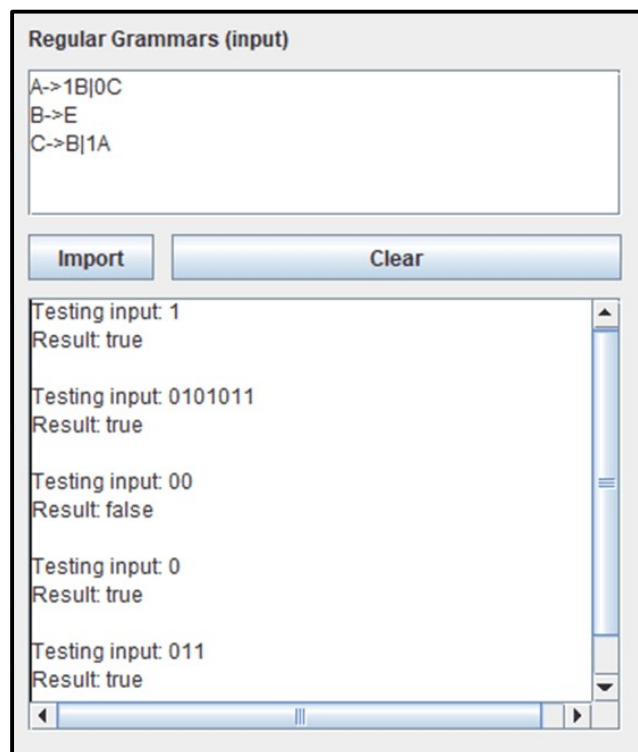 Regular Grammars (input)
A->1B|0C
B->E
C->B|1A
Import
Clear
Testing input: 1
Result: true
Testing input: 0101011
Result: true
Testing input: 00
Result: false
Testing input: 0
Result: true
Testing input: 011
Result: true